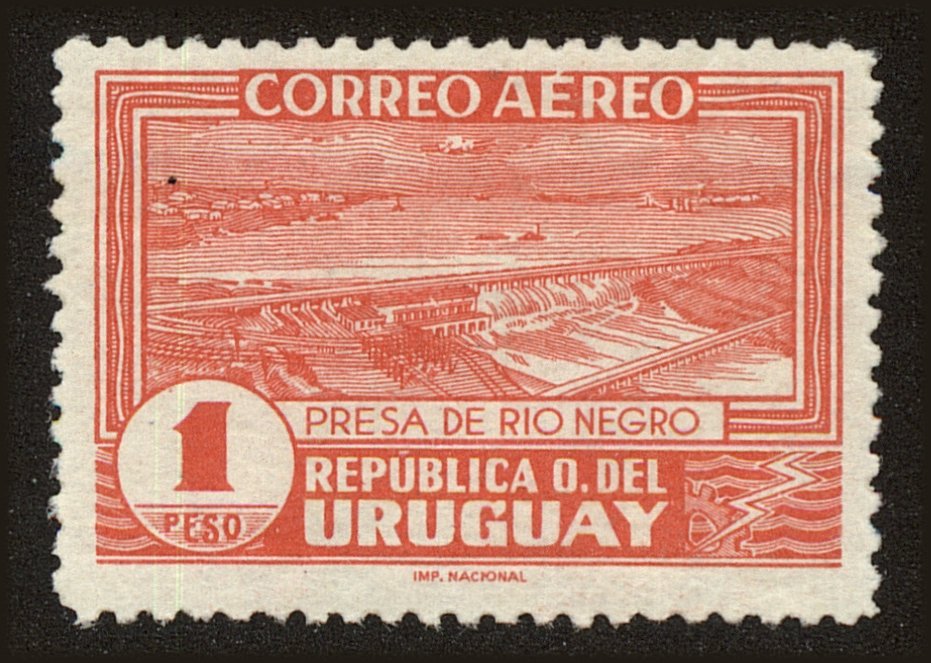 CORREO AÉREO
PRESA DE RIO NEGRO
1
PESO
REPÚBLICA O. DEL
URUGUAY
IMP. NACIONAL